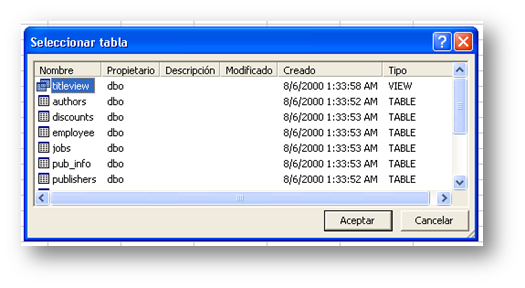 Seleccionar tabla
Nombre Propietario Descripción Modificado Creado Tipo
titleview dbo 8/6/2000 1:33:58 AM VIEW
authors dbo 8/6/2000 1:33:52 AM TABLE
discounts dbo 8/6/2000 1:33:53 AM TABLE
employee dbo 8/6/2000 1:33:53 AM TABLE
jobs dbo 8/6/2000 1:33:53 AM TABLE
pub_info dbo 8/6/2000 1:33:53 AM TABLE
publishers dbo 8/6/2000 1:33:52 AM TABLE
Aceptar Cancelar